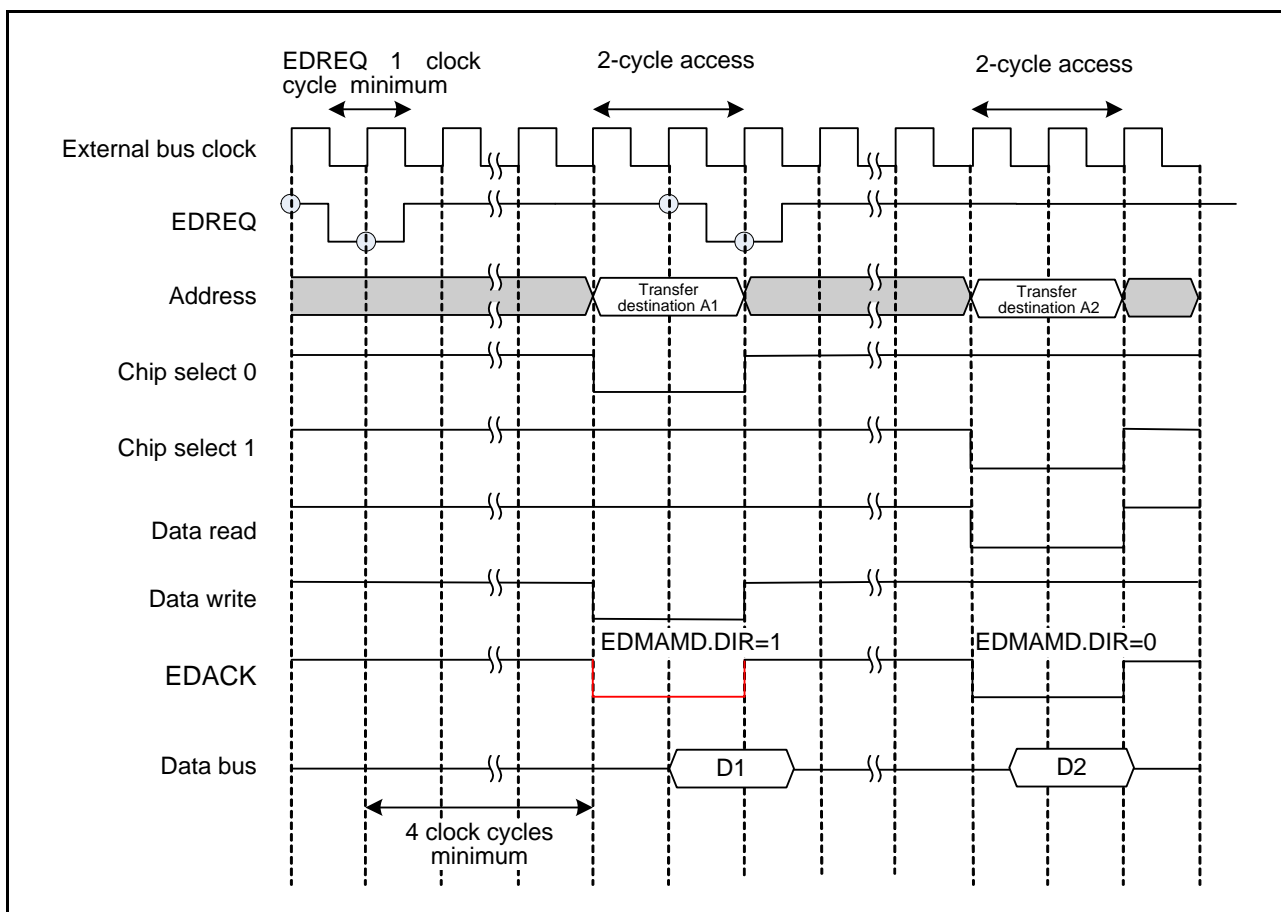 EDREQ 1 clock
cycle minimum
2-cycle access
2-cycle access
External bus clock
EDREQ
Address
Transfer
destination A1
Transfer
destination A2
Chip select 0
Chip select 1
Data read
Data write
EDMAMD.DIR=1
EDMAMD.DIR=0
EDACK
Data bus
D1
D2
4 clock cycles
minimum